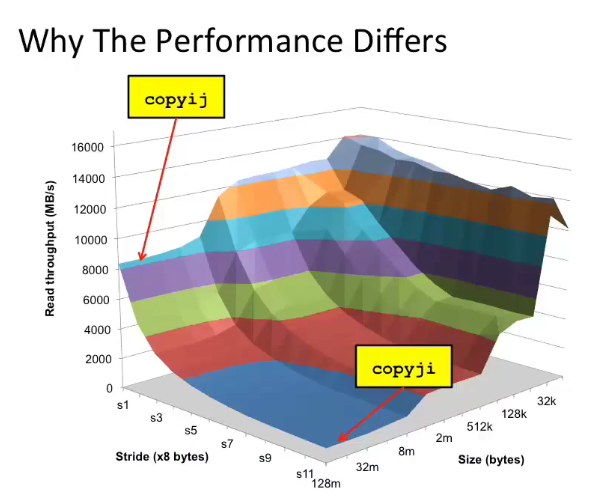 Why The Performance Differs
copyij
16000
14000
12000
10000
8000
6000
4000
2000
0
Read throughput (MB/s)
copyji
s1
s3
s5
s7
s9
s11
Stride (x8 bytes)
128m
32m
8m
2m
512k
128k
32k
Size (bytes)